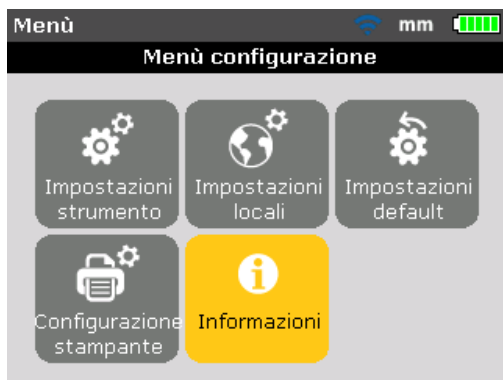 Menù mm
Menù configurazione
Impostazioni strumento
Impostazioni locali
Impostazioni default
Configurazione stampante
Informazioni